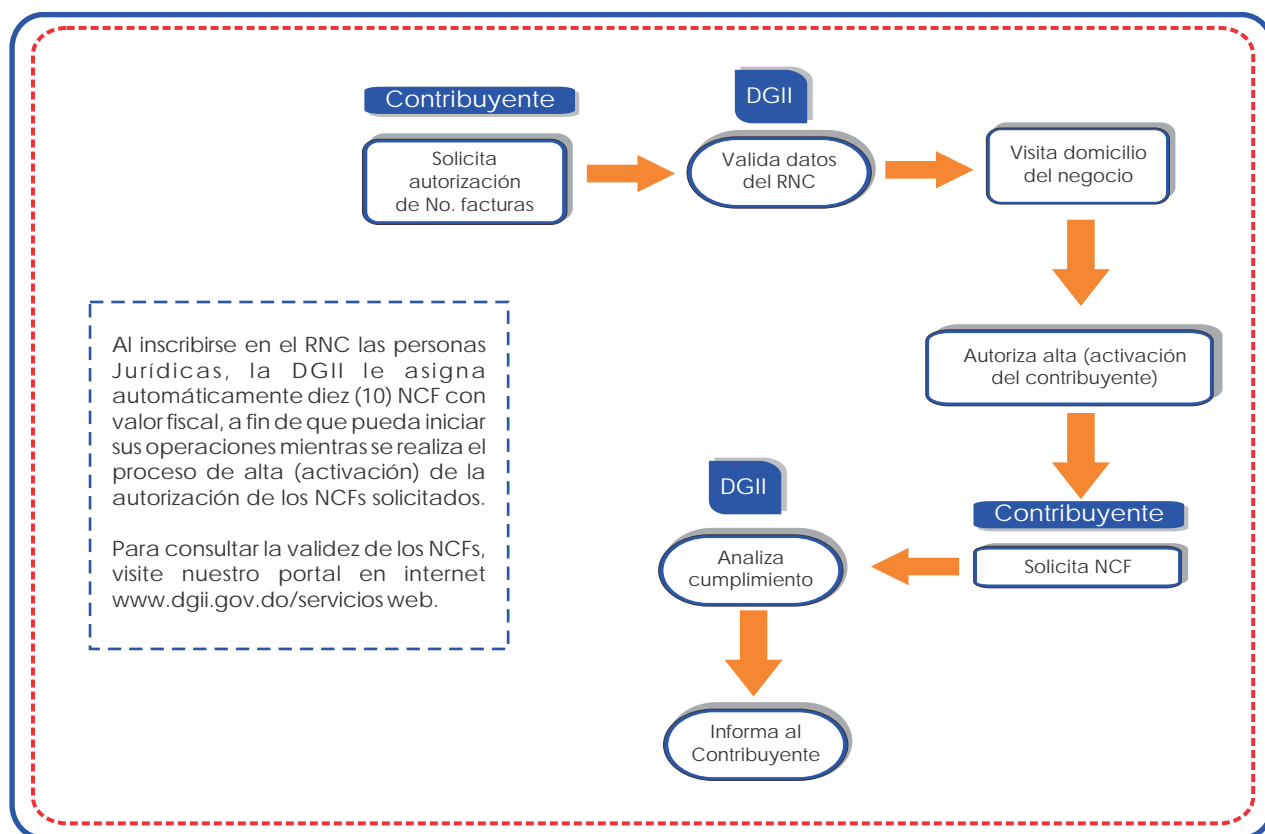 Contribuyente
Solicita
autorización
de No. facturas
DGII
Valida datos
del RNC
Visita domicilio
del negocio
Autoriza alta (activación
del contribuyente)
Contribuyente
Solicita NCF
DGII
Analiza
cumplimiento
Informa al
Contribuyente
Al inscribirse en el RNC las personas
Jurídicas, la DGII le asigna
automáticamente diez (10) NCF con
valor fiscal, a fin de que pueda iniciar
sus operaciones mientras se realiza el
proceso de alta (activación) de la
autorización de los NCFs solicitados.
Para consultar la validez de los NCFs,
visite nuestro portal en internet
www.dgii.gov.do/servicios web.